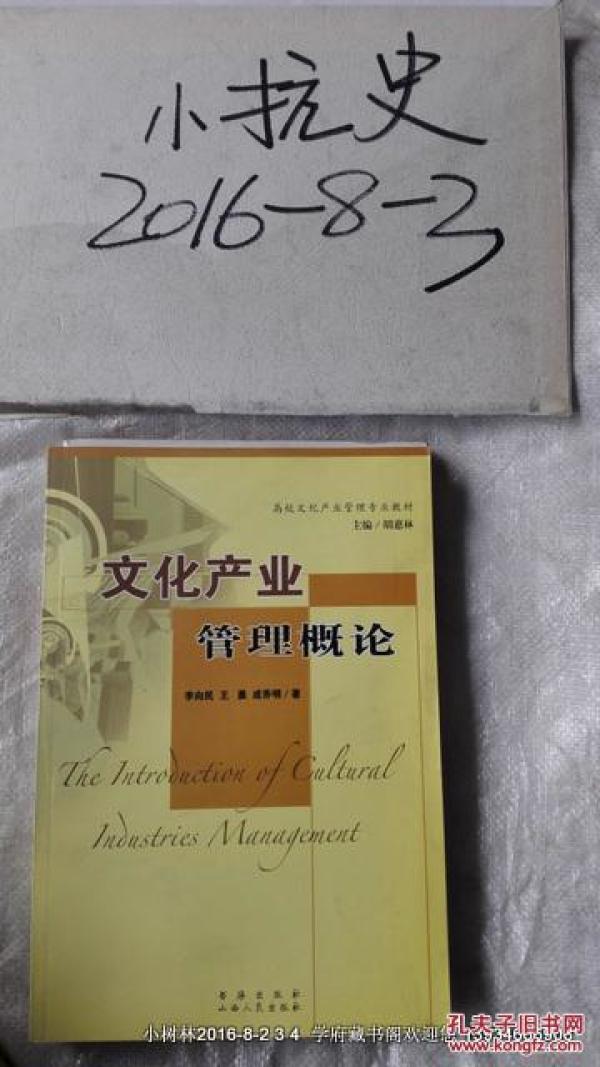 小抗史
2016-8-23
高校文化产业管理专业教材
主编/胡惠林
文化产业
管理概论
李向民 王晨 成乔明/著
The Introduction of Cultural
Industries Management
书海出版社
山西人民出版社
小树林2016-8-2 3 4 学府藏书阁欢迎您
孔夫子旧书网
kongfz.com